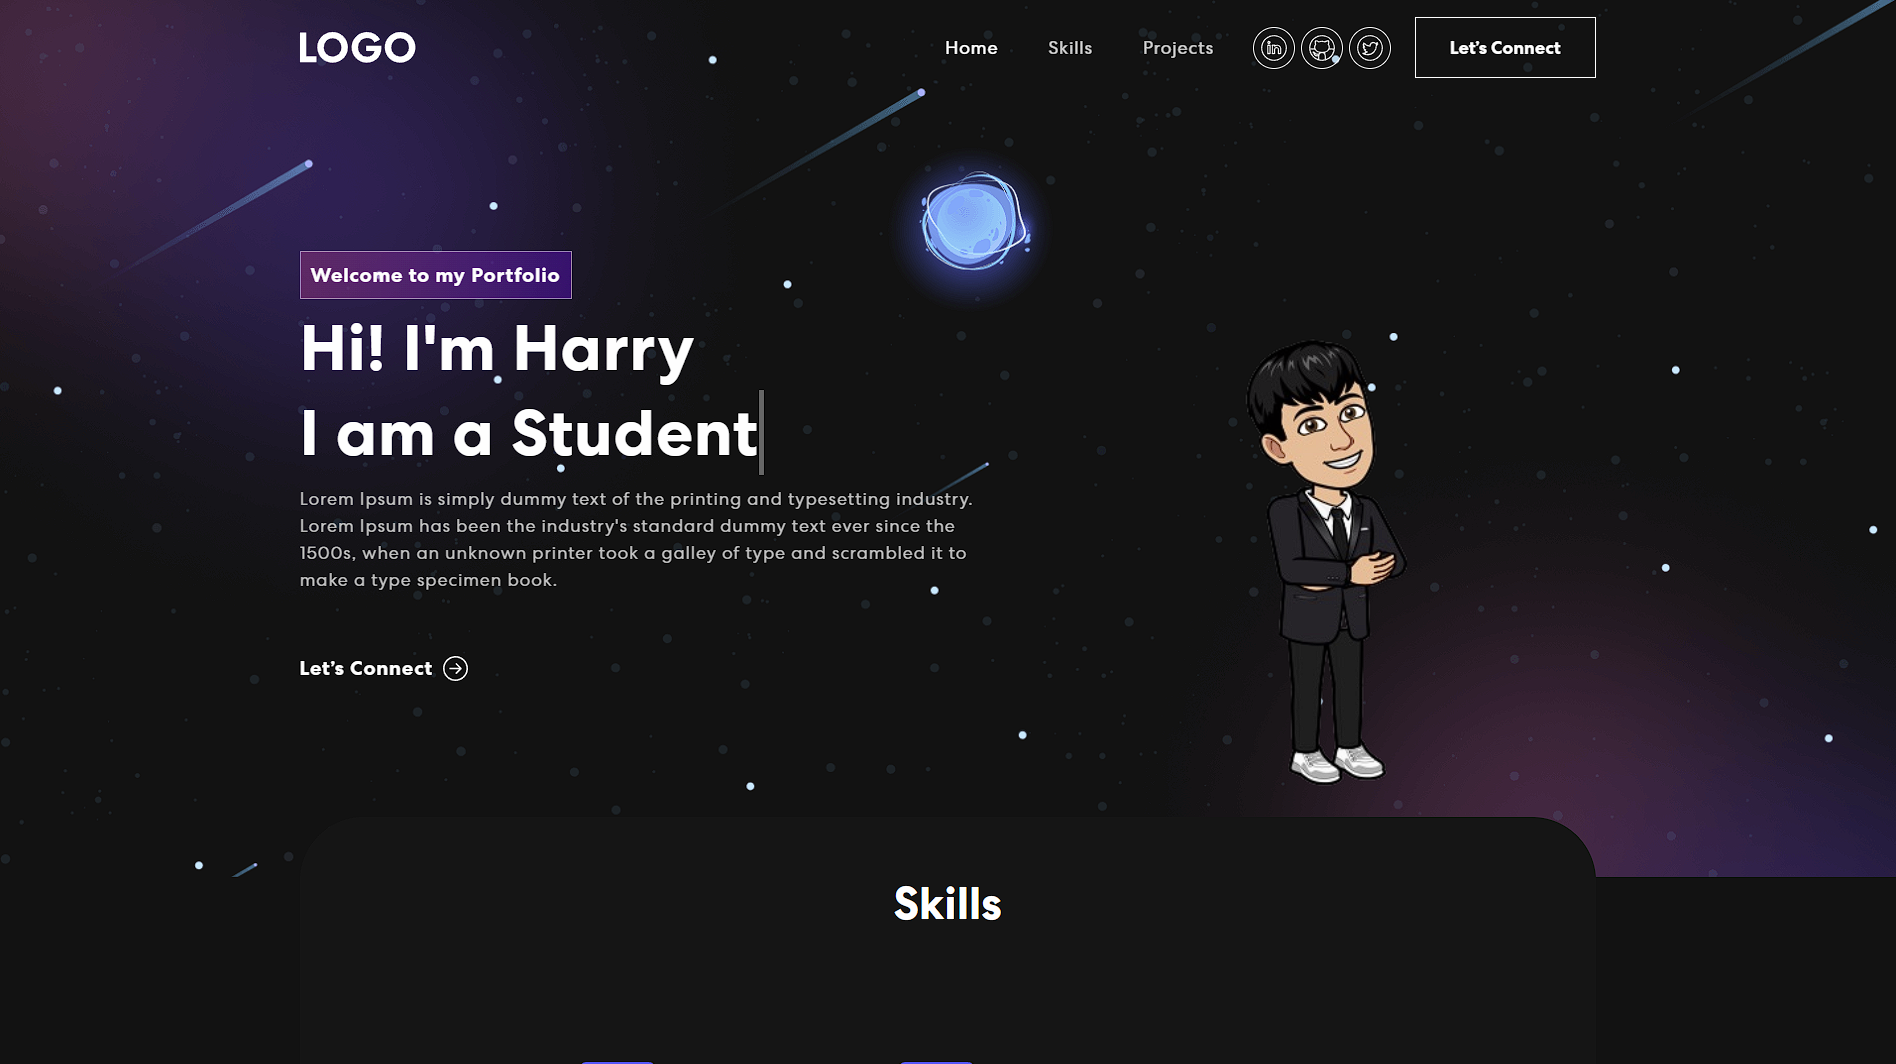 LOGO
Home
Skills
Projects
in
Let’s Connect
Welcome to my Portfolio
Hi! I'm Harry
I am a Student
Lorem Ipsum is simply dummy text of the printing and typesetting industry.
Lorem Ipsum has been the industry's standard dummy text ever since the
1500s, when an unknown printer took a galley of type and scrambled it to
make a type specimen book.
Let’s Connect
Skills